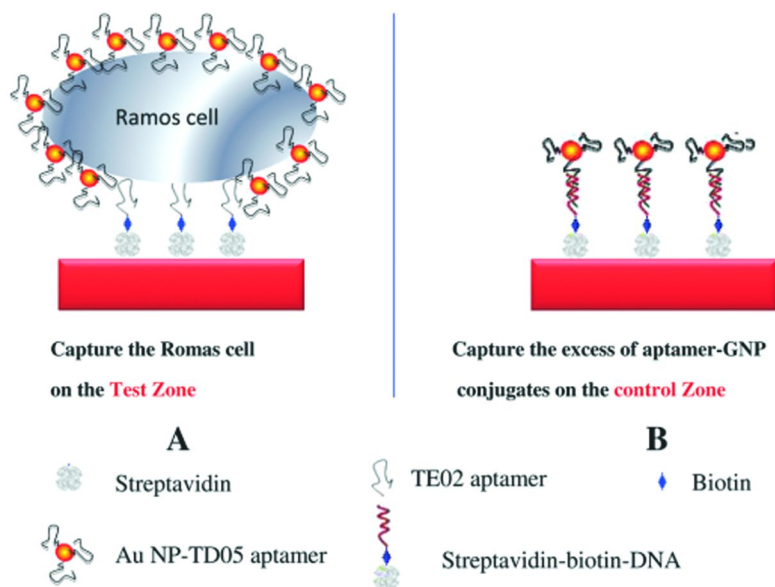 Ramos cell
Capture the Romas cell
on the Test Zone
Capture the excess of aptamer-GNP
conjugates on the control Zone
A
B
Streptavidin
TE02 aptamer
Biotin
Au NP-TD05 aptamer
Streptavidin-biotin-DNA